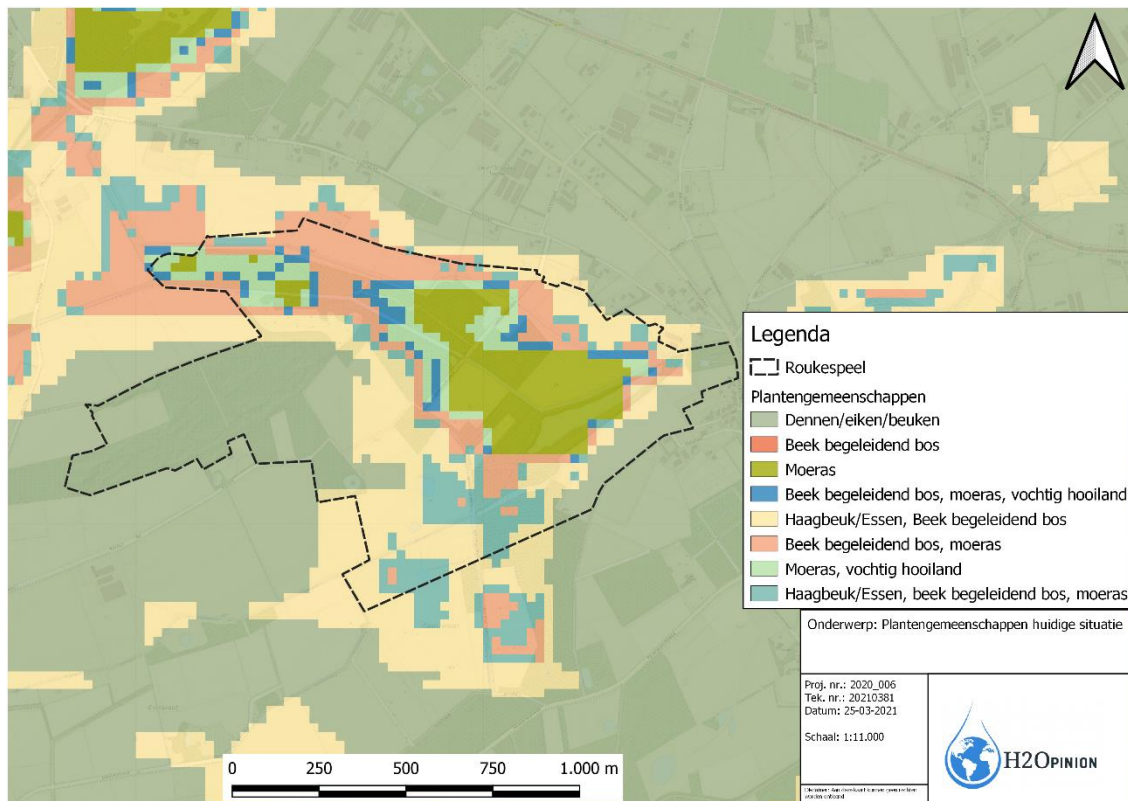 Legenda
Roukespeel
Plantengemeenschappen
Dennen/eiken/beuken
Beek begeleidend bos
Moeras
Beek begeleidend bos, moeras, vochtig hooiland
Haagbeuk/Essen, Beek begeleidend bos
Beek begeleidend bos, moeras
Moeras, vochtig hooiland
Haagbeuk/Essen, beek begeleidend bos, moeras
Onderwerp: Plantengemeenschappen huidige situatie
Proj. nr.: 2020_006
Tek. nr.: 20210381
Datum: 25-03-2021
Schaal: 1:11.000
H2OPINION
0 250 500 750 1.000 m